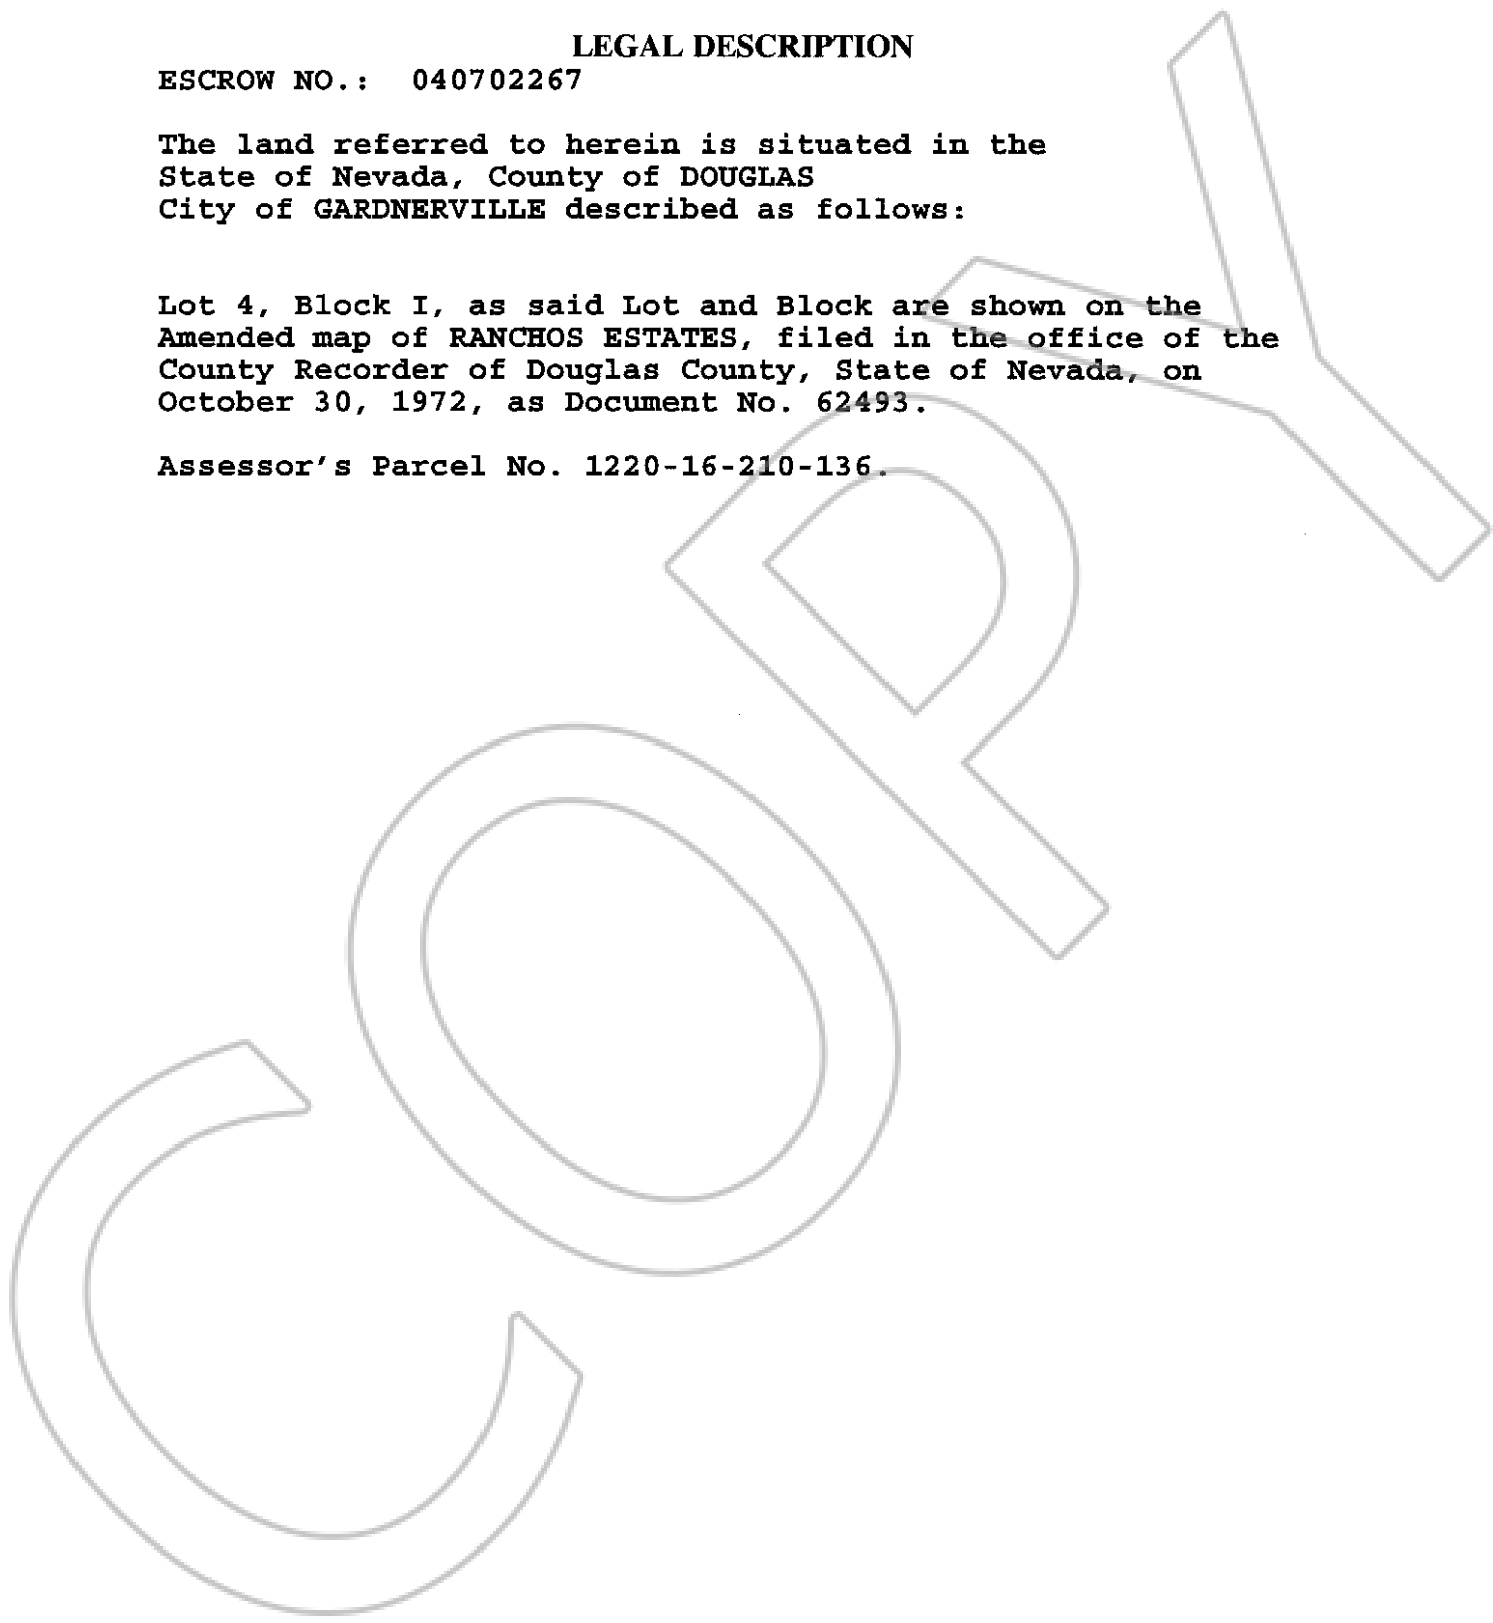 LEGAL DESCRIPTION
ESCROW NO.: 040702267
The land referred to herein is situated in the
State of Nevada, County of DOUGLAS
City of GARDNERVILLE described as follows:
Lot 4, Block I, as said Lot and Block are shown on the
Amended map of RANCHOS ESTATES, filed in the office of the
County Recorder of Douglas County, State of Nevada, on
October 30, 1972, as Document No. 62493.
Assessor's Parcel No. 1220-16-210-136.
COPY